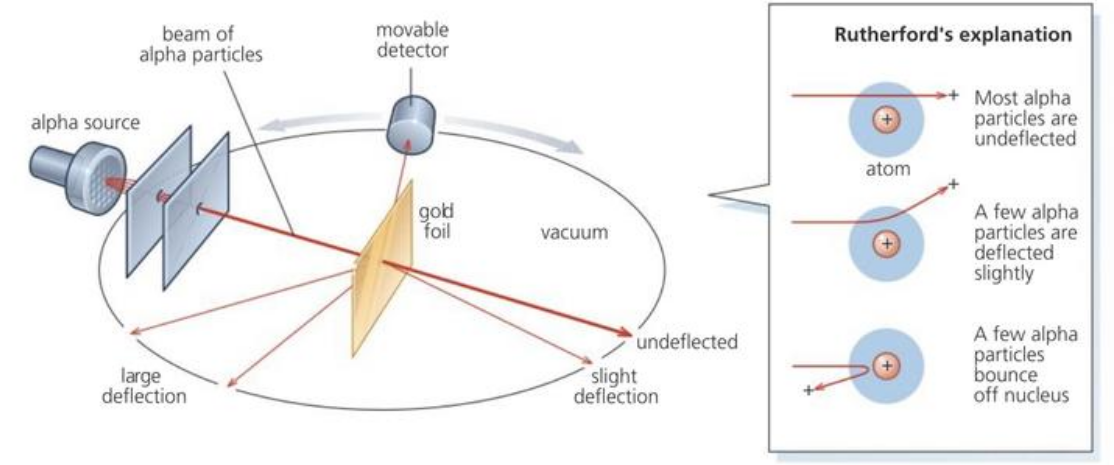 beam of
alpha particles
movable
detector
alpha source
gold
foil
vacuum
undeflected
slight
deflection
large
deflection
Rutherford's explanation
+
+
Most alpha
particles are
undeflected
atom
+
+
A few alpha
particles are
deflected
slightly
+
+
A few alpha
particles
bounce
off nucleus